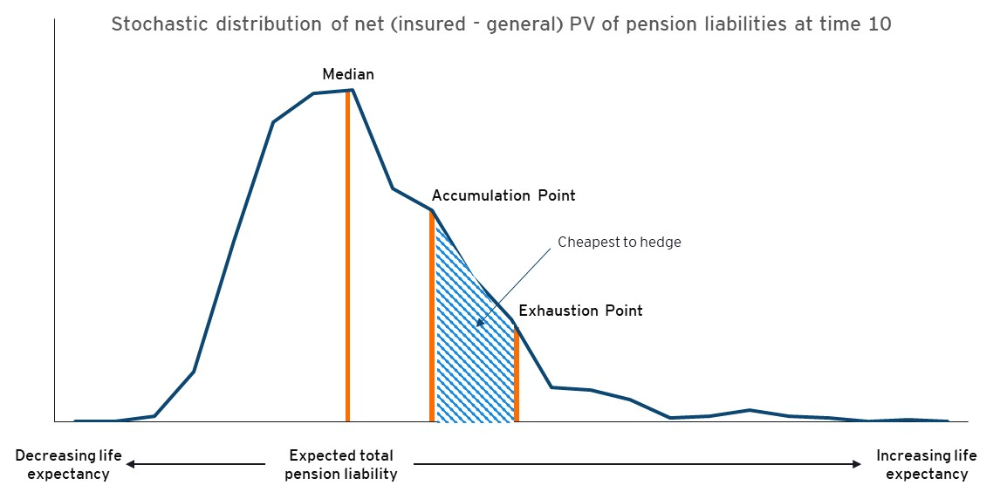 Stochastic distribution of net (insured - general) PV of pension liabilities at time 10
Median
Accumulation Point
Cheapest to hedge
Exhaustion Point
Decreasing life
expectancy
Expected total
pension liability
Increasing life
expectancy